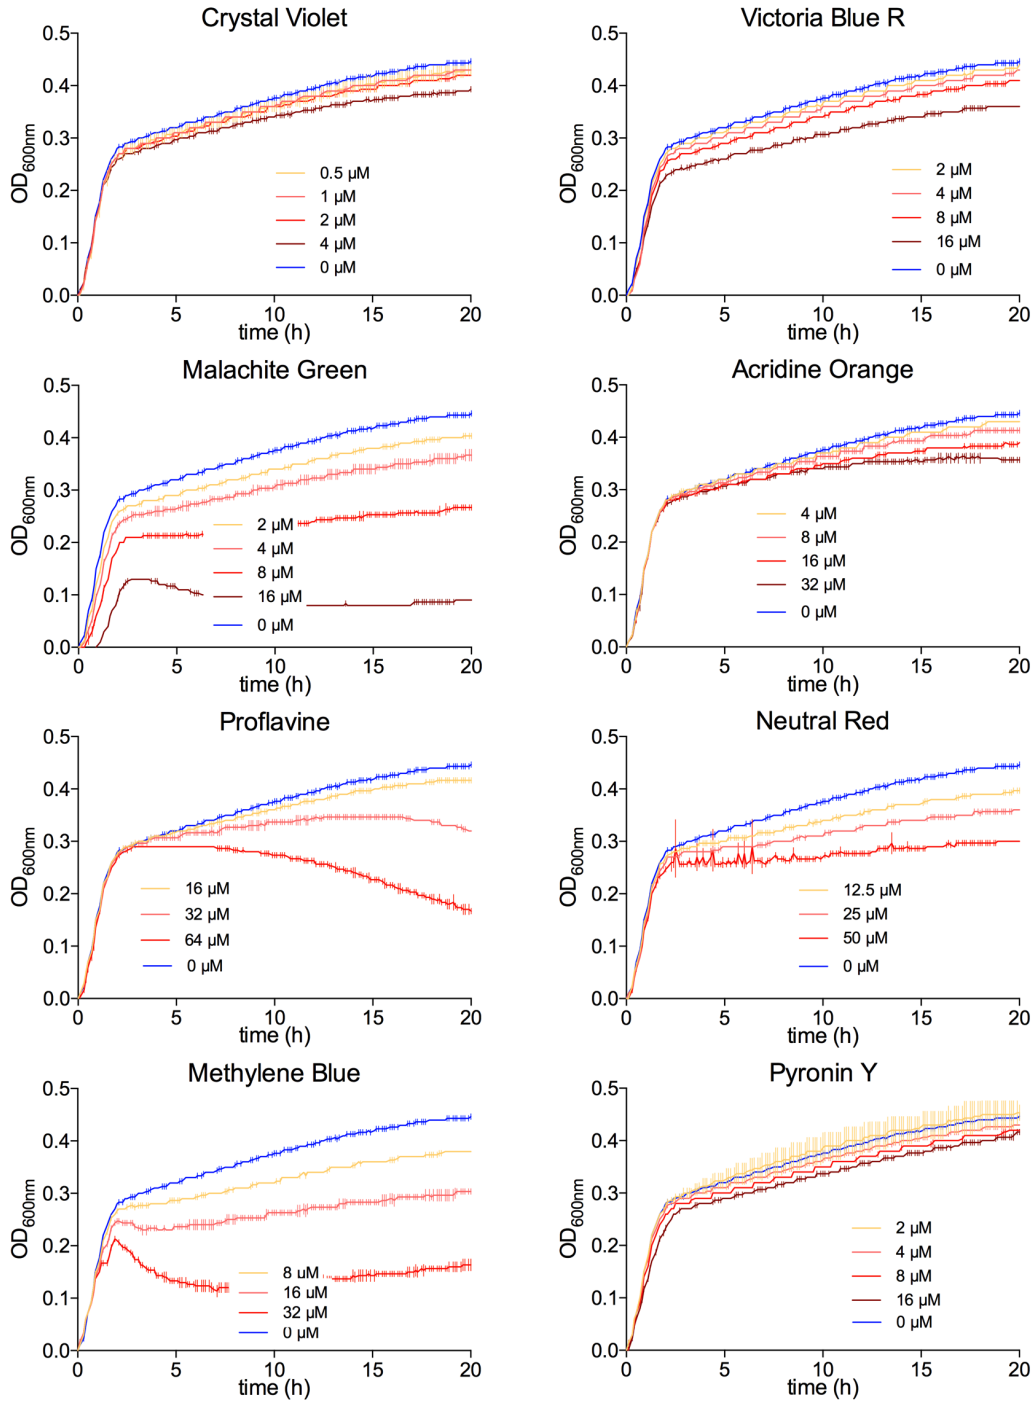 Crystal Violet
0.5
0.4
0.3
0.2
0.1
0.0
OD600nm
0.5 µM
1 µM
2 µM
4 µM
0 µM
0 5 10 15 20
time (h)
Victoria Blue R
0.5
0.4
0.3
0.2
0.1
0.0
OD600nm
2 µM
4 µM
8 µM
16 µM
0 µM
0 5 10 15 20
time (h)
Malachite Green
0.5
0.4
0.3
0.2
0.1
0.0
OD600nm
2 µM
4 µM
8 µM
16 µM
0 µM
0 5 10 15 20
time (h)
Acridine Orange
0.5
0.4
0.3
0.2
0.1
0.0
OD600nm
4 µM
8 µM
16 µM
32 µM
0 µM
0 5 10 15 20
time (h)
Proflavine
0.5
0.4
0.3
0.2
0.1
0.0
OD600nm
16 µM
32 µM
64 µM
0 µM
0 5 10 15 20
time (h)
Neutral Red
0.5
0.4
0.3
0.2
0.1
0.0
OD600nm
12.5 µM
25 µM
50 µM
0 µM
0 5 10 15 20
time (h)
Methylene Blue
0.5
0.4
0.3
0.2
0.1
0.0
OD600nm
8 uM
16 µM
32 µM
0 µM
0 5 10 15 20
time (h)
Pyronin Y
0.5
0.4
0.3
0.2
0.1
0.0
OD600nm
2 µM
4 µM
8 µM
16 µM
0 µM
0 5 10 15 20
time (h)